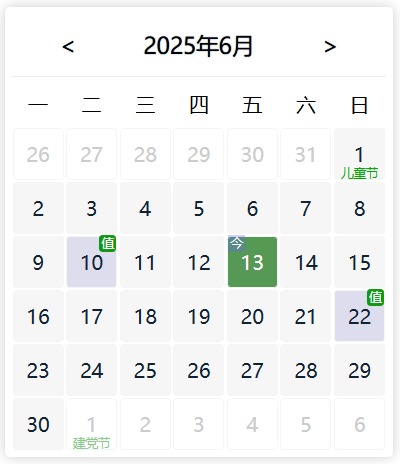 < 2025年6月 >
一 二 三 四 五 六 日
26 27 28 29 30 31 1
儿童节
2 3 4 5 6 7 8
值 今
9 10 11 12 13 14 15
值
16 17 18 19 20 21 22
23 24 25 26 27 28 29
30 1 2 3 4 5 6
建党节